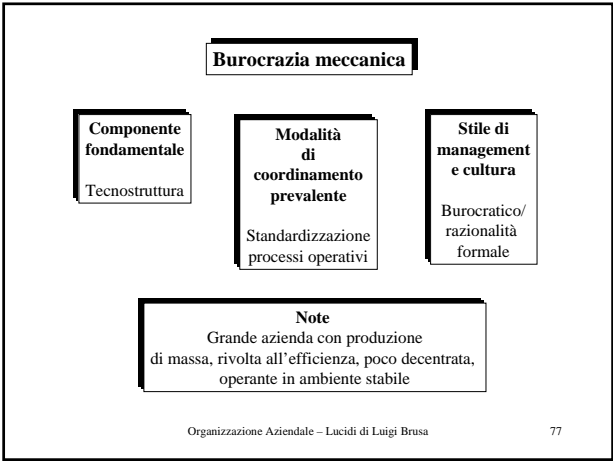 Burocrazia meccanica
Componente
fondamentale
Tecnostruttura
Modalità
di
coordinamento
prevalente
Standardizzazione
processi operativi
Stile di
management
e cultura
Burocratico/
razionalità
formale
Note
Grande azienda con produzione
di massa, rivolta all'efficienza, poco decentrata,
operante in ambiente stabile
Organizzazione Aziendale – Lucidi di Luigi Brusa 77